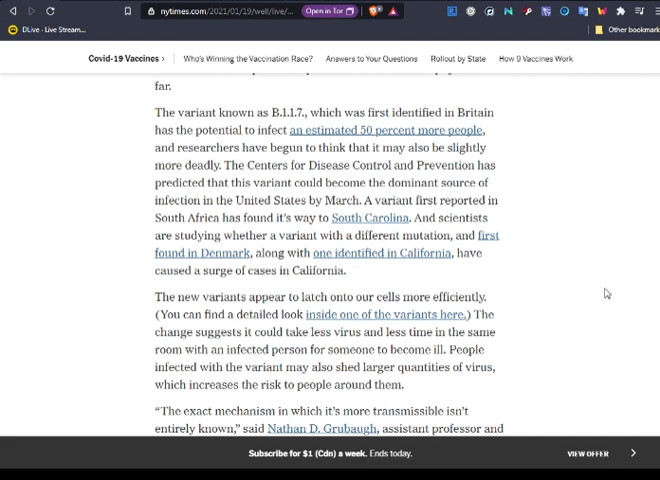 nytimes.com/2021/01/19/well/live/...
Open in Tor
DLive - Live Stream...
Other bookmark
Covid-19 Vaccines ›
Who's Winning the Vaccination Race?
Answers to Your Questions
Rollout by State
How 9 Vaccines Work
far.
The variant known as B.1.1.7., which was first identified in Britain
has the potential to infect an estimated 50 percent more people,
and researchers have begun to think that it may also be slightly
more deadly. The Centers for Disease Control and Prevention has
predicted that this variant could become the dominant source of
infection in the United States by March. A variant first reported in
South Africa has found it's way to South Carolina. And scientists
are studying whether a variant with a different mutation, and first
found in Denmark, along with one identified in California, have
caused a surge of cases in California.
The new variants appear to latch onto our cells more efficiently.
(You can find a detailed look inside one of the variants here.) The
change suggests it could take less virus and less time in the same
room with an infected person for someone to become ill. People
infected with the variant may also shed larger quantities of virus,
which increases the risk to people around them.
“The exact mechanism in which it's more transmissible isn't
entirely known,” said Nathan D. Grubaugh, assistant professor and
Subscribe for $1 (Cdn) a week. Ends today.
VIEW OFFER